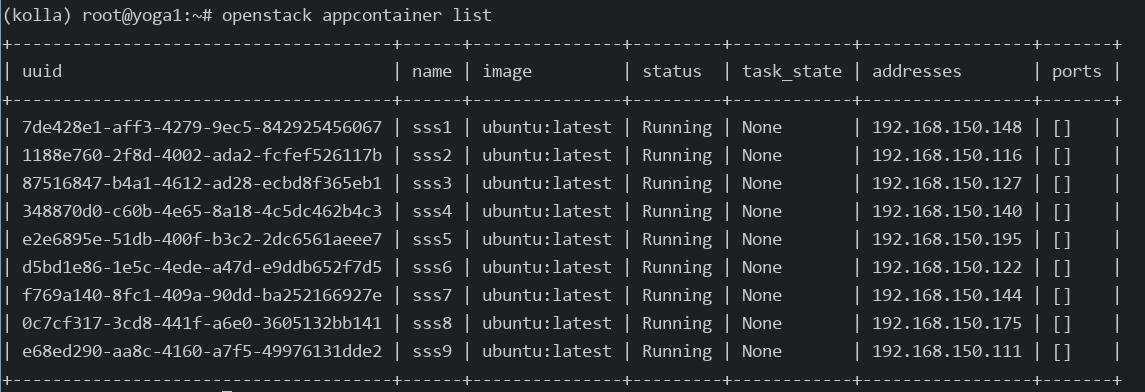 (kolla) root@yoga1:~# openstack appcontainer list
+--------------------------------------+------+---------------+---------+------------+-----------------+-------+
| uuid                                 | name | image         | status  | task_state | addresses       | ports |
+--------------------------------------+------+---------------+---------+------------+-----------------+-------+
| 7de428e1-aff3-4279-9ec5-842925456067 | sss1 | ubuntu:latest | Running | None       | 192.168.150.148 | []    |
| 1188e760-2f8d-4002-ada2-fcfef526117b | sss2 | ubuntu:latest | Running | None       | 192.168.150.116 | []    |
| 87516847-b4a1-4612-ad28-ecbd8f365eb1 | sss3 | ubuntu:latest | Running | None       | 192.168.150.127 | []    |
| 348870d0-c60b-4e65-8a18-4c5dc462b4c3 | sss4 | ubuntu:latest | Running | None       | 192.168.150.140 | []    |
| e2e6895e-51db-400f-b3c2-2dc6561aeee7 | sss5 | ubuntu:latest | Running | None       | 192.168.150.195 | []    |
| d5bd1e86-1e5c-4ede-a47d-e9ddb652f7d5 | sss6 | ubuntu:latest | Running | None       | 192.168.150.122 | []    |
| f769a140-8fc1-409a-90dd-ba252166927e | sss7 | ubuntu:latest | Running | None       | 192.168.150.144 | []    |
| 0c7cf317-3cd8-441f-a6e0-3605132bb141 | sss8 | ubuntu:latest | Running | None       | 192.168.150.175 | []    |
| e68ed290-aa8c-4160-a7f5-49976131dde2 | sss9 | ubuntu:latest | Running | None       | 192.168.150.111 | []    |
+--------------------------------------+------+---------------+---------+------------+-----------------+-------+